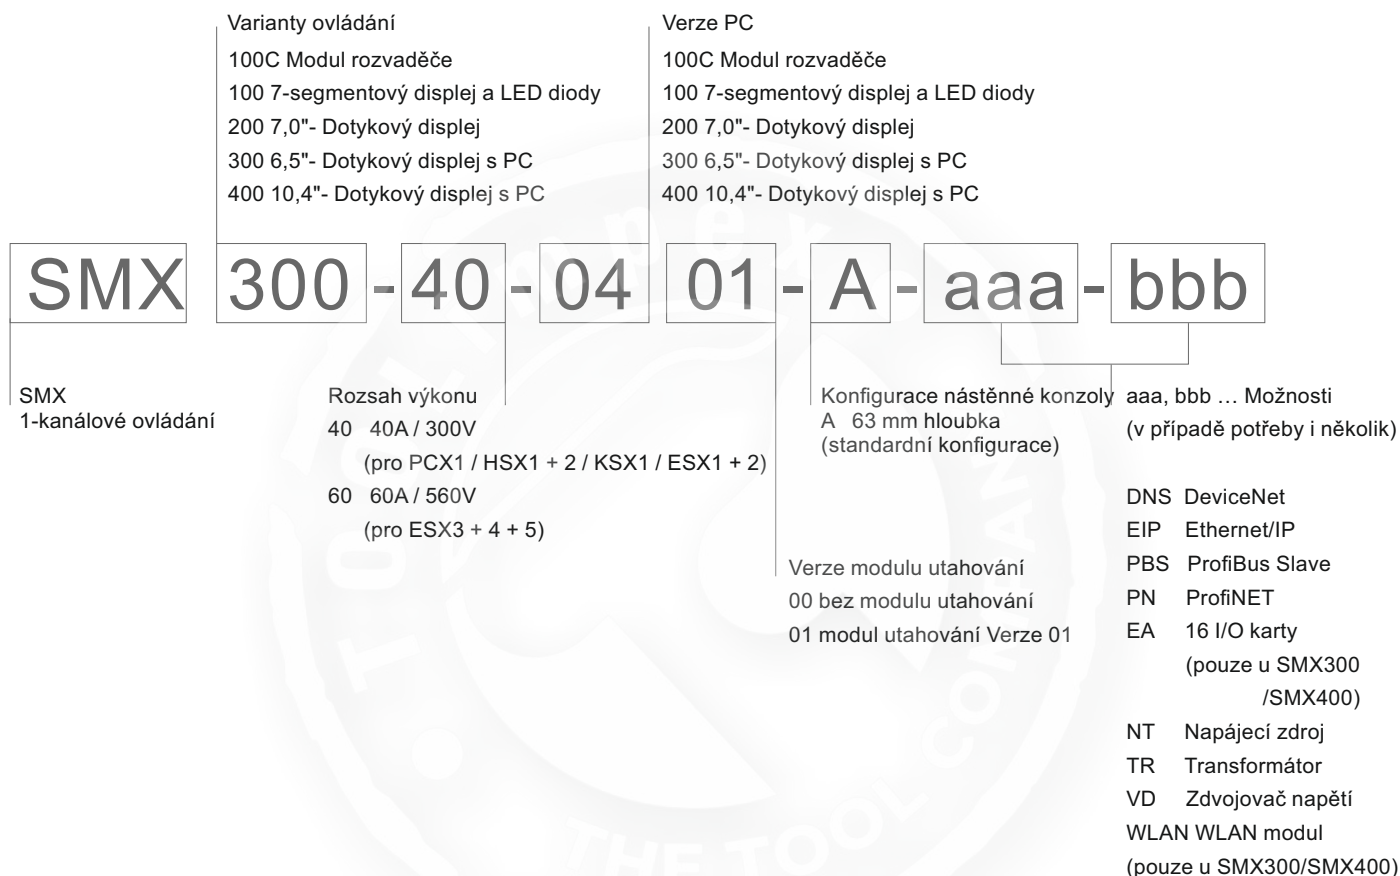 Varianty ovládání
100C Modul rozvaděče
100 7-segmentový displej a LED diody
200 7,0"- Dotykový displej
300 6,5"- Dotykový displej s PC
400 10,4"- Dotykový displej s PC
Verze PC
100C Modul rozvaděče
100 7-segmentový displej a LED diody
200 7,0"- Dotykový displej
300 6,5"- Dotykový displej s PC
400 10,4"- Dotykový displej s PC
SMX 300 - 40 - 04 01 - A - aaa - bbb
SMX
1-kanálové ovládání
Rozsah výkonu
40 40A / 300V
(pro PCX1 / HSX1 + 2 / KSX1 / ESX1 + 2)
60 60A / 560V
(pro ESX3 + 4 + 5)
Verze modulu utahování
00 bez modulu utahování
01 modul utahování Verze 01
Konfigurace nástěnné konzoly
A 63 mm hloubka
(standardní konfigurace)
aaa, bbb … Možnosti
(v případě potřeby i několik)
DNS DeviceNet
EIP Ethernet/IP
PBS ProfiBus Slave
PN ProfiNET
EA 16 I/O karty
(pouze u SMX300
/SMX400)
NT Napájecí zdroj
TR Transformátor
VD Zdvojovač napětí
WLAN WLAN modul
(pouze u SMX300/SMX400)
TOOLimpex
THE TOOL COMPANY